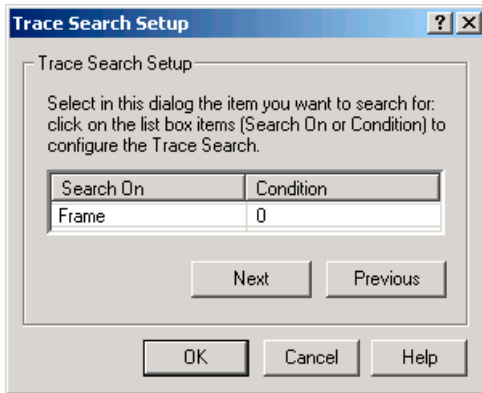 Trace Search Setup
Trace Search Setup
Select in this dialog the item you want to search for:
click on the list box items (Search On or Condition) to
configure the Trace Search.
Search On Condition
Frame 0
Next Previous
OK Cancel Help